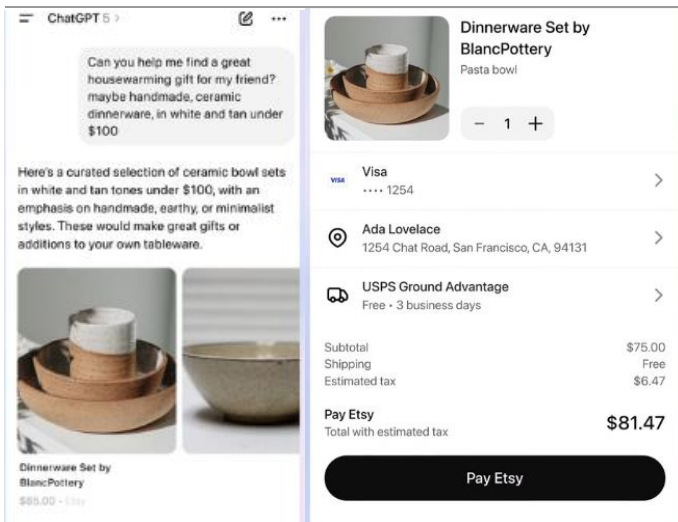 ChatGPT 5 >
Can you help me find a great
housewarming gift for my friend?
maybe handmade, ceramic
dinnerware, in white and tan under
$100
Here's a curated selection of ceramic bowl sets
in white and tan tones under $100, with an
emphasis on handmade, earthy, or minimalist
styles. These would make great gifts or
additions to your own tableware.
Dinnerware Set by
BlancPottery
$85.00 • Etsy
Dinnerware Set by
BlancPottery
Pasta bowl
− 1 +
VISA
Visa
•••• 1254
Ada Lovelace
1254 Chat Road, San Francisco, CA, 94131
USPS Ground Advantage
Free • 3 business days
Subtotal $75.00
Shipping Free
Estimated tax $6.47
Pay Etsy
Total with estimated tax
$81.47
Pay Etsy